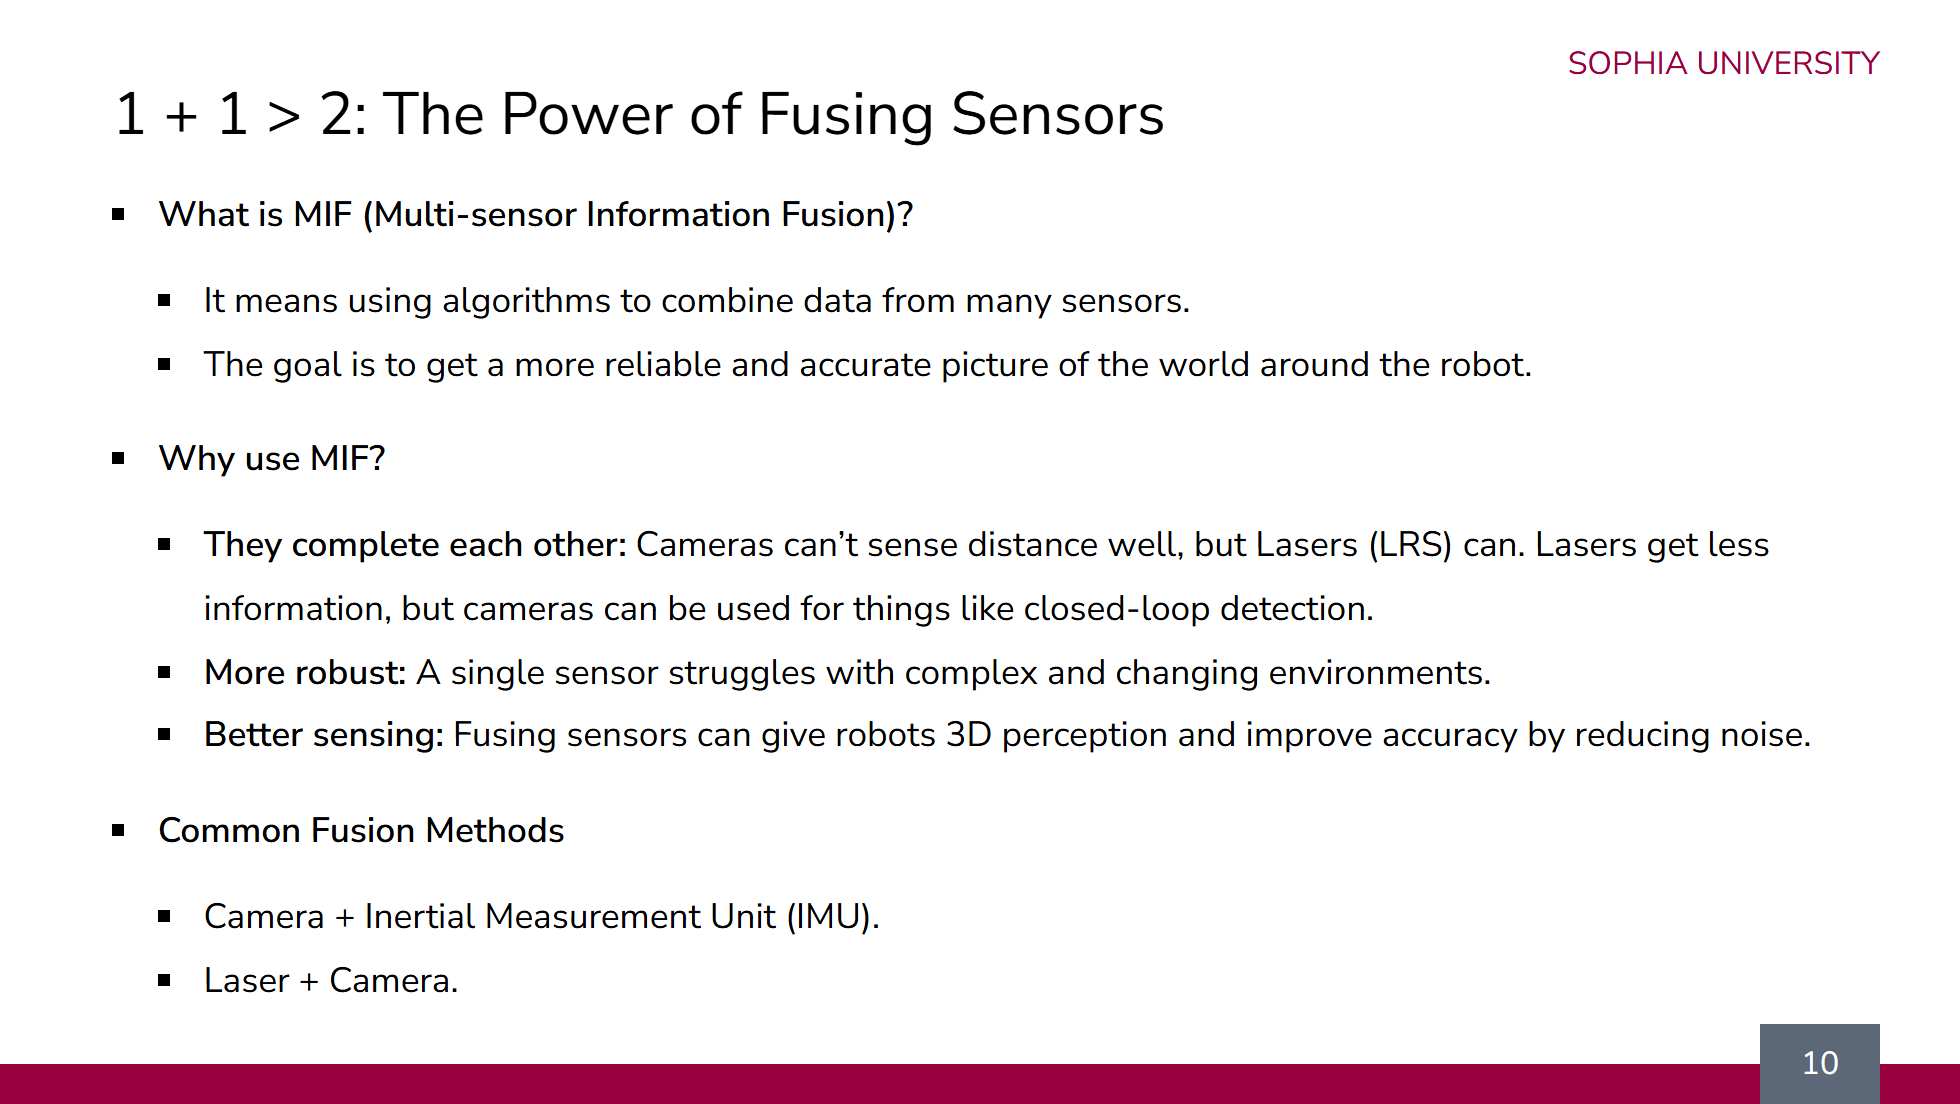 SOPHIA UNIVERSITY
1 + 1 > 2: The Power of Fusing Sensors
▪ What is MIF (Multi-sensor Information Fusion)?
▪ It means using algorithms to combine data from many sensors.
▪ The goal is to get a more reliable and accurate picture of the world around the robot.
▪ Why use MIF?
▪ They complete each other: Cameras can’t sense distance well, but Lasers (LRS) can. Lasers get less
information, but cameras can be used for things like closed-loop detection.
▪ More robust: A single sensor struggles with complex and changing environments.
▪ Better sensing: Fusing sensors can give robots 3D perception and improve accuracy by reducing noise.
▪ Common Fusion Methods
▪ Camera + Inertial Measurement Unit (IMU).
▪ Laser + Camera.
10